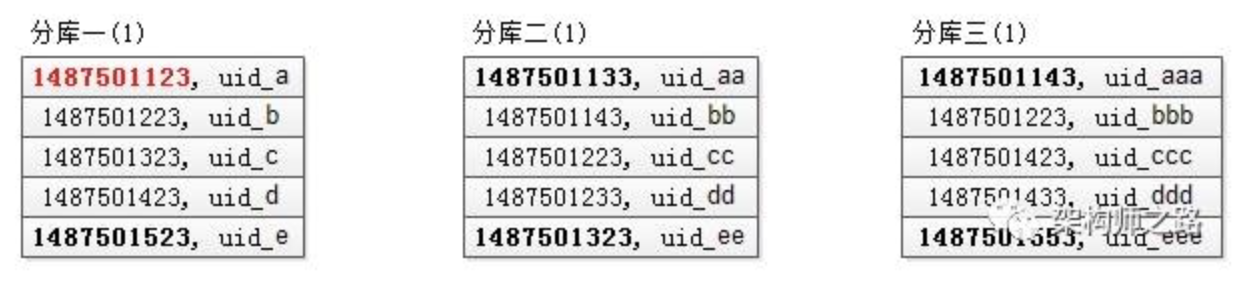 分库一(1)
1487501123, uid_a
1487501223, uid_b
1487501323, uid_c
1487501423, uid_d
1487501523, uid_e
分库二(1)
1487501133, uid_aa
1487501143, uid_bb
1487501223, uid_cc
1487501233, uid_dd
1487501323, uid_ee
分库三(1)
1487501143, uid_aaa
1487501223, uid_bbb
1487501423, uid_ccc
1487501433, uid_ddd
1487501553, uid_eee
架构师之路